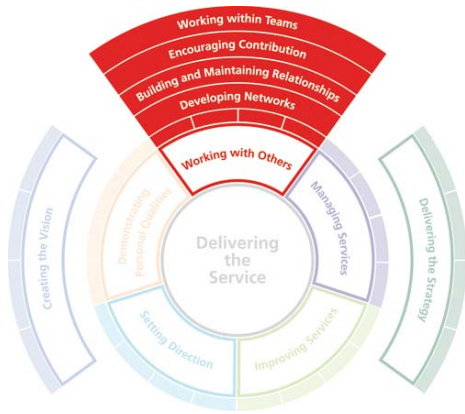 Working within Teams
Encouraging Contribution
Building and Maintaining Relationships
Developing Networks
Working with Others
Demonstrating
Personal Qualities
Managing Services
Delivering
the
Service
Creating the Vision
Delivering the Strategy
Setting Direction
Improving Services